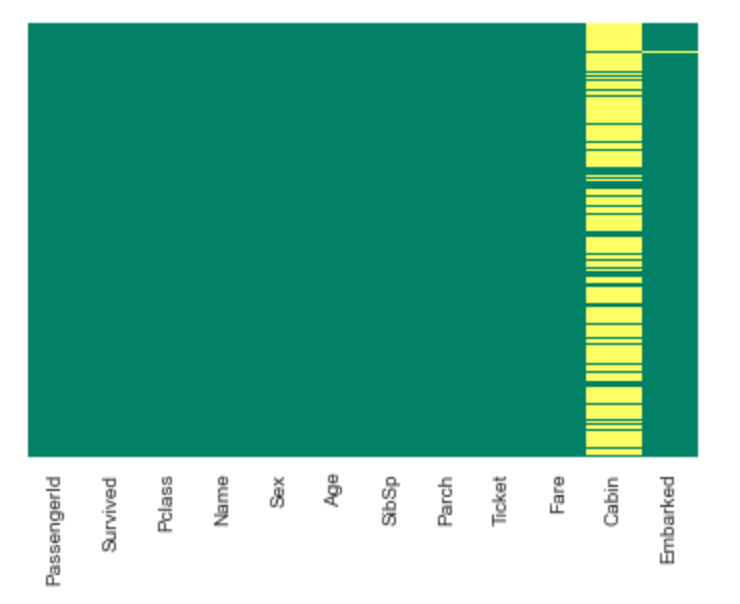 PassengerId
Survived
Pclass
Name
Sex
Age
SibSp
Parch
Ticket
Fare
Cabin
Embarked